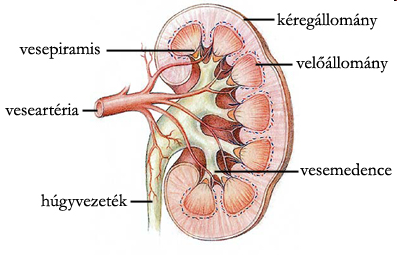 kéregállomány
vesepiramis
velőállomány
veseartéria
vesemedence
húgyvezeték